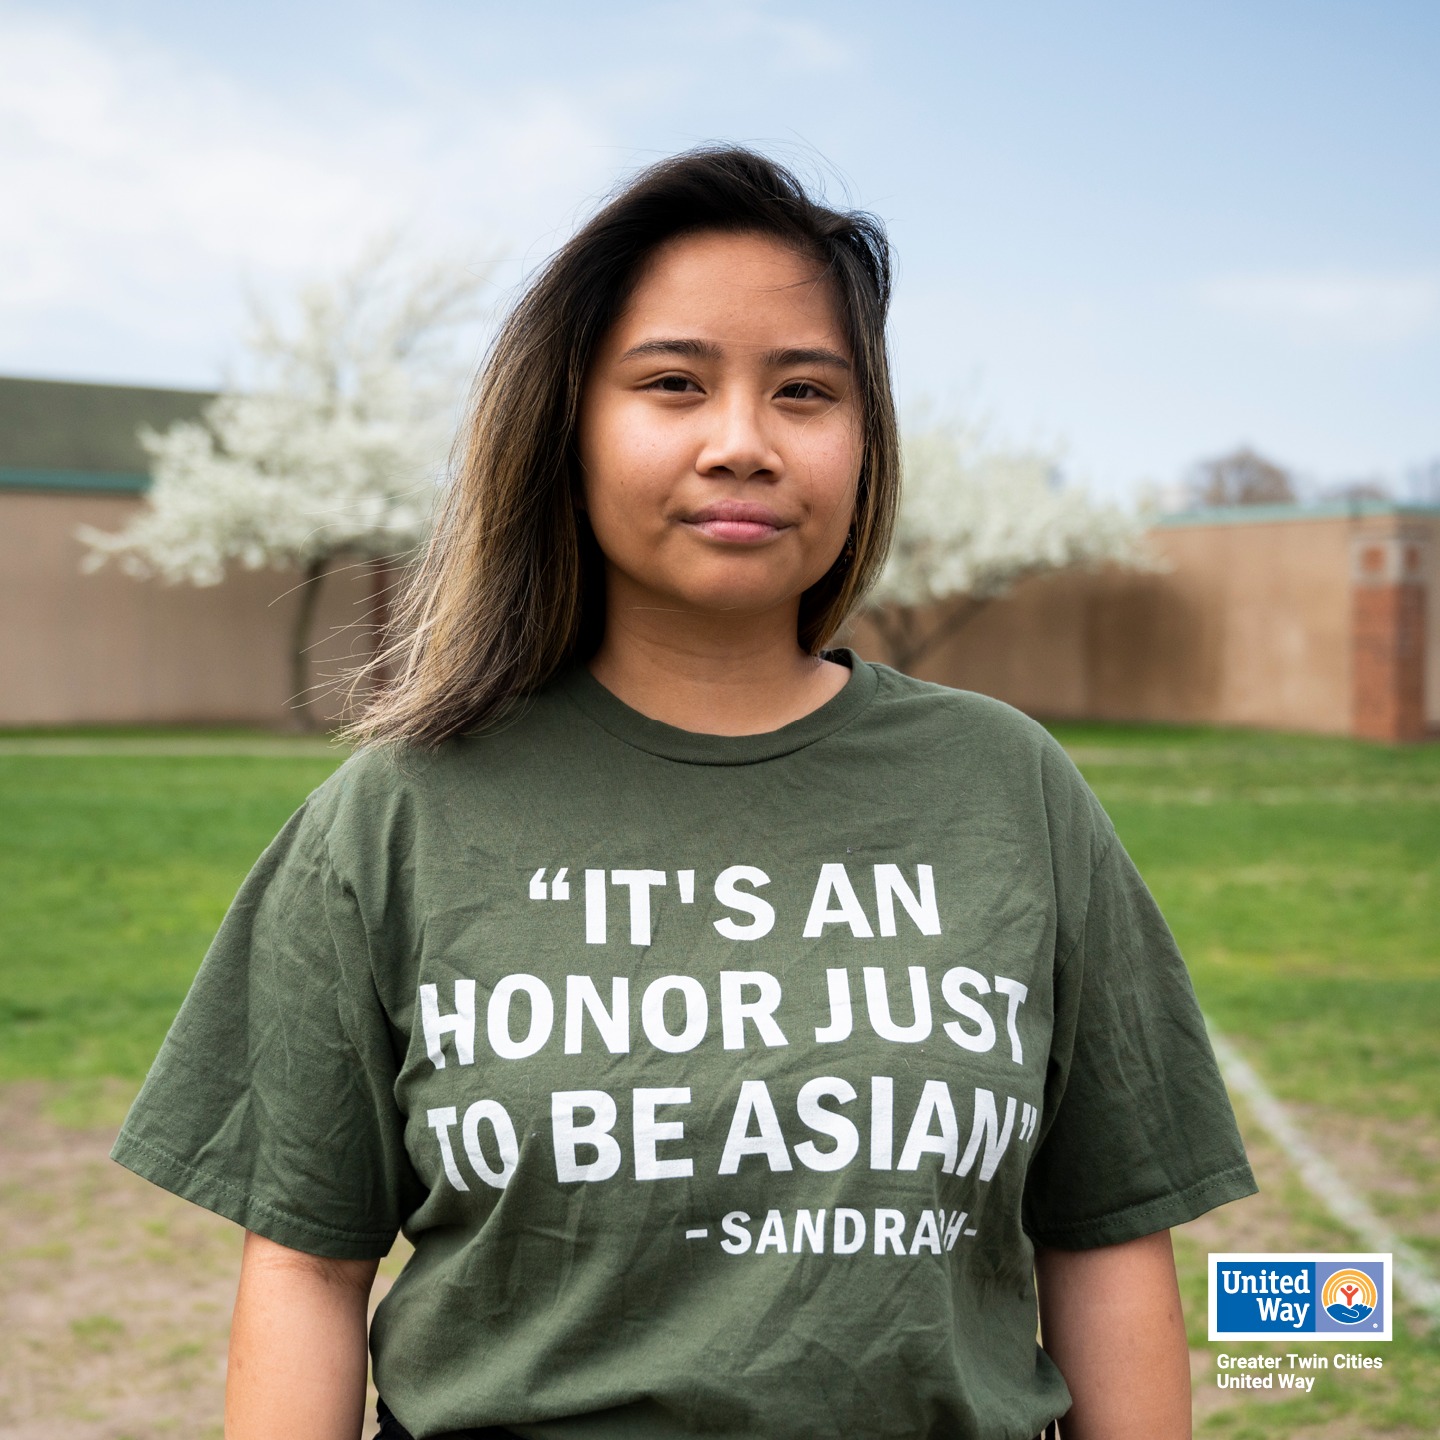 “IT'S AN
HONOR JUST
TO BE ASIAN"
-SANDRA OH-
United
Way
Greater Twin Cities
United Way